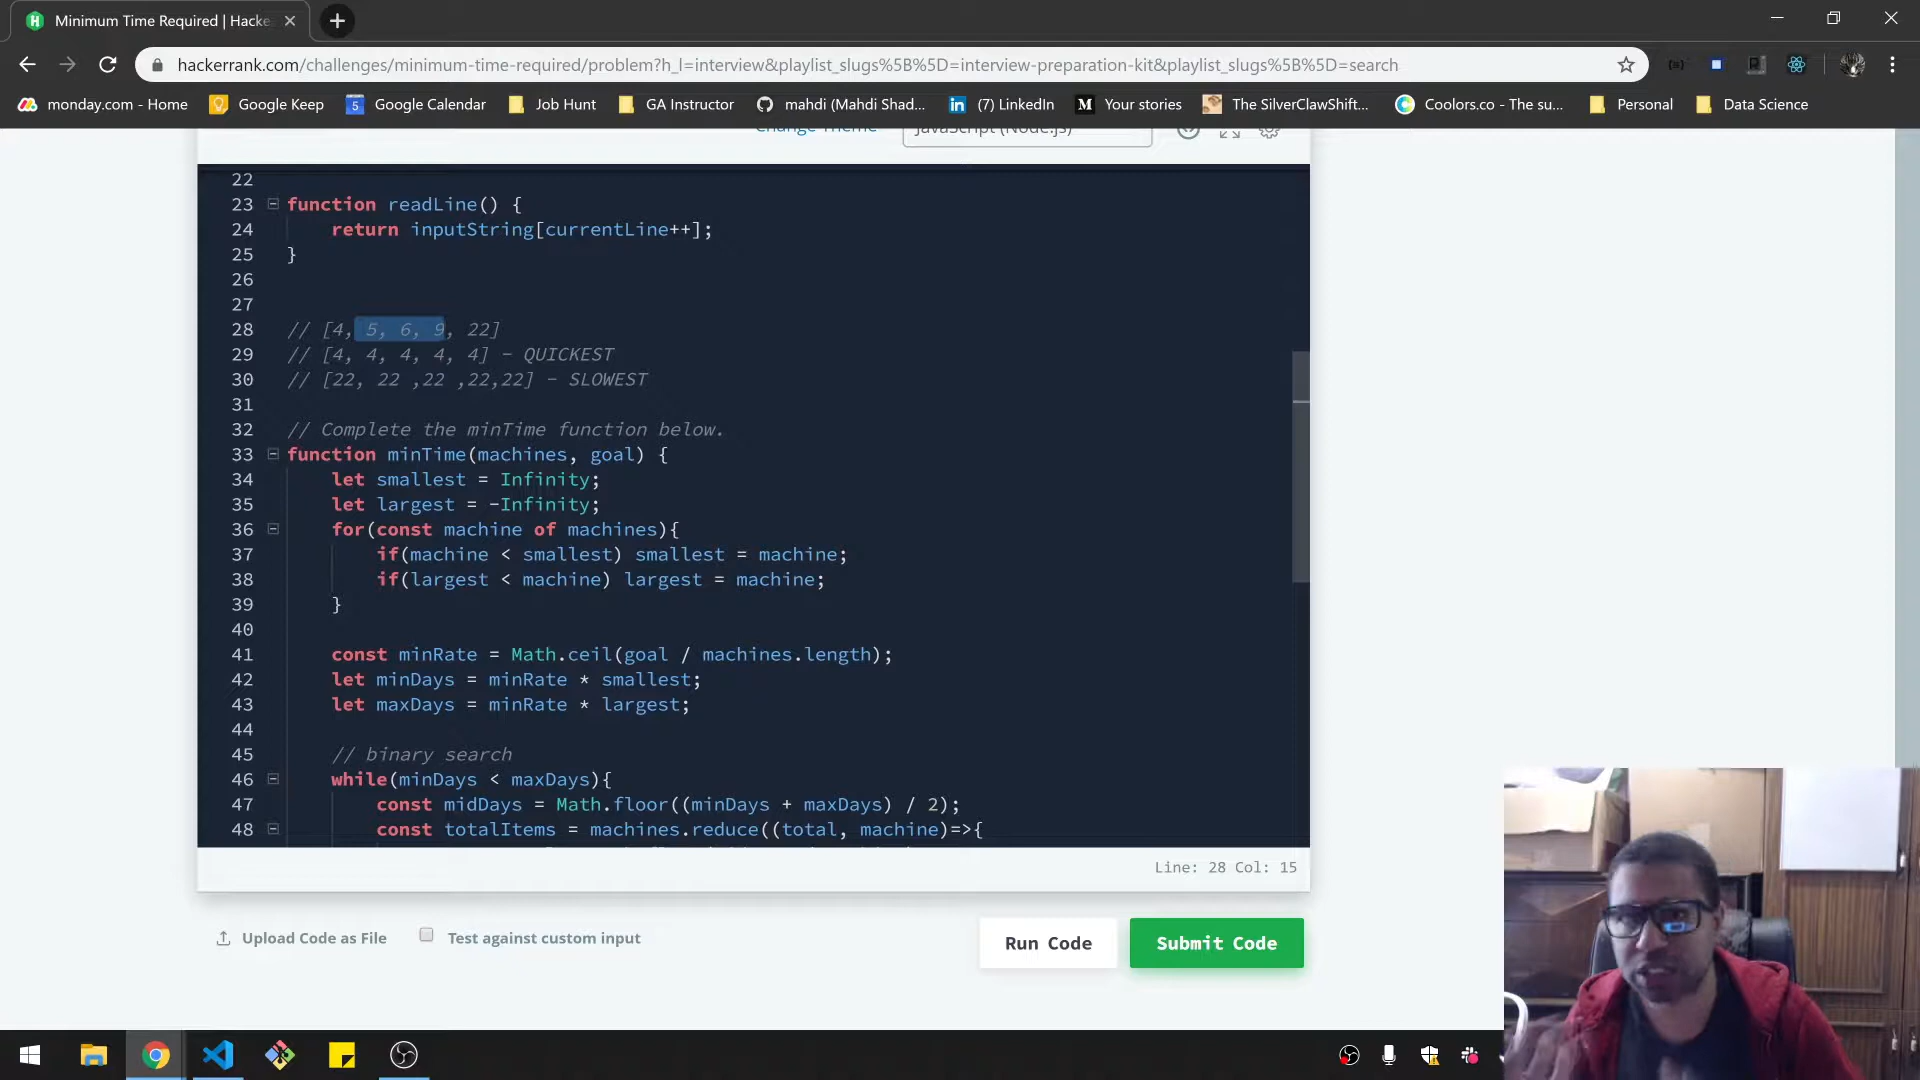 Minimum Time Required | Hacke
hackerrank.com/challenges/minimum-time-required/problem?h_l=interview&playlist_slugs%5B%5D=interview-preparation-kit&playlist_slugs%5B%5D=search
monday.com - Home Google Keep 5 Google Calendar Job Hunt GA Instructor mahdi (Mahdi Shad... (7) LinkedIn Your stories The SilverClawShift... Coolors.co - The su... Personal Data Science
Change Theme JavaScript (Node.js)
22
23 function readLine() {
24 return inputString[currentLine++];
25 }
26
27
28 // [4, 5, 6, 9, 22]
29 // [4, 4, 4, 4, 4] - QUICKEST
30 // [22, 22 ,22 ,22,22] - SLOWEST
31
32 // Complete the minTime function below.
33 function minTime(machines, goal) {
34 let smallest = Infinity;
35 let largest = -Infinity;
36 for(const machine of machines){
37 if(machine < smallest) smallest = machine;
38 if(largest < machine) largest = machine;
39 }
40
41 const minRate = Math.ceil(goal / machines.length);
42 let minDays = minRate * smallest;
43 let maxDays = minRate * largest;
44
45 // binary search
46 while(minDays < maxDays){
47 const midDays = Math.floor((minDays + maxDays) / 2);
48 const totalItems = machines.reduce((total, machine)=>{
Line: 28 Col: 15
Upload Code as File Test against custom input Run Code Submit Code